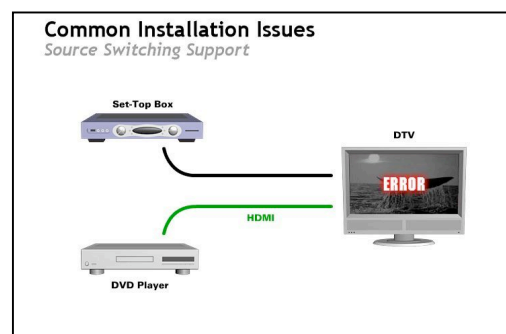 Common Installation Issues
Source Switching Support
Set-Top Box
DTV
ERROR
HDMI
DVD Player